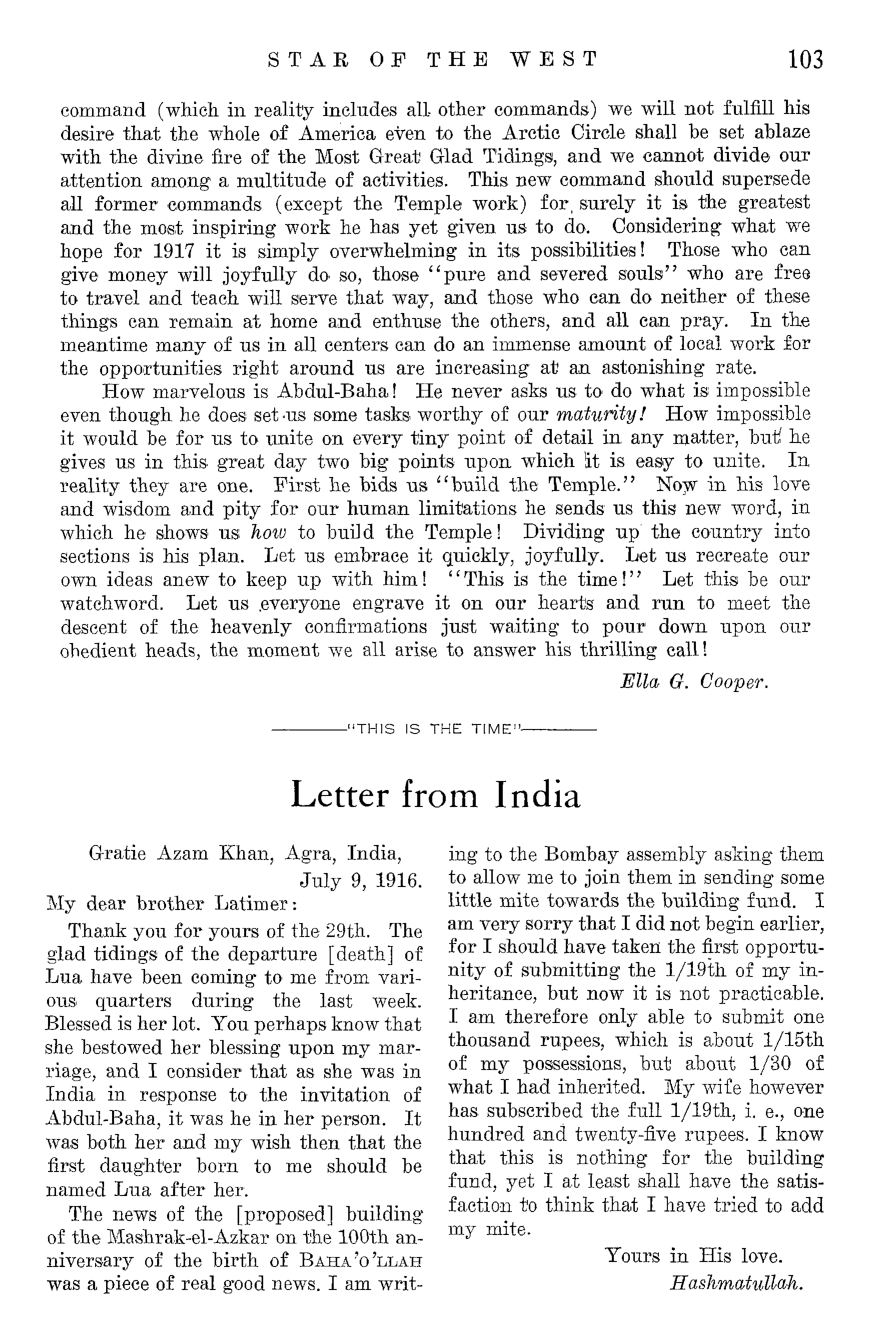 STAR OF THE WEST 103
command (which in reality includes all other commands) we will not fulfill his
desire that the whole of America even to the Arctic Circle shall be set ablaze
with the divine fire of the Most Great Glad Tidings, and we cannot divide our
attention among a multitude of activities. This new command should supersede
all former commands (except the Temple work) for, surely it is the greatest
and the most inspiring work he has yet given us to do. Considering what we
hope for 1917 it is simply overwhelming in its possibilities! Those who can
give money will joyfully do so, those "pure and severed souls" who are free
to travel and teach will serve that way, and those who can do neither of these
things can remain at home and enthuse the others, and all can pray. In the
meantime many of us in all centers can do an immense amount of local work for
the opportunities right around us are increasing at an astonishing rate.
How marvelous is Abdul-Baha! He never asks us to do what is impossible
even though he does set us some tasks worthy of our maturity! How impossible
it would be for us to unite on every tiny point of detail in any matter, but he
gives us in this great day two big points upon which it is easy to unite. In
reality they are one. First he bids us "build the Temple." Now in his love
and wisdom and pity for our human limitations he sends us this new word, in
which he shows us how to build the Temple! Dividing up the country into
sections is his plan. Let us embrace it quickly, joyfully. Let us recreate our
own ideas anew to keep up with him! "This is the time!" Let this be our
watchword. Let us everyone engrave it on our hearts and run to meet the
descent of the heavenly confirmations just waiting to pour down upon our
obedient heads, the moment we all arise to answer his thrilling call!
Ella G. Cooper.
"THIS IS THE TIME"
Letter from India
Gratie Azam Khan, Agra, India,
July 9, 1916.
My dear brother Latimer:
Thank you for yours of the 29th. The
glad tidings of the departure [death] of
Lua have been coming to me from vari-
ous quarters during the last week.
Blessed is her lot. You perhaps know that
she bestowed her blessing upon my mar-
riage, and I consider that as she was in
India in response to the invitation of
Abdul-Baha, it was he in her person. It
was both her and my wish then that the
first daughter born to me should be
named Lua after her.
The news of the [proposed] building
of the Mashrak-el-Azkar on the 100th an-
niversary of the birth of BAHA'O'LLAH
was a piece of real good news. I am writ-
ing to the Bombay assembly asking them
to allow me to join them in sending some
little mite towards the building fund. I
am very sorry that I did not begin earlier,
for I should have taken the first opportu-
nity of submitting the 1/19th of my in-
heritance, but now it is not practicable.
I am therefore only able to submit one
thousand rupees, which is about 1/15th
of my possessions, but about 1/30 of
what I had inherited. My wife however
has subscribed the full 1/19th, i. e., one
hundred and twenty-five rupees. I know
that this is nothing for the building
fund, yet I at least shall have the satis-
faction to think that I have tried to add
my mite.
Yours in His love.
Hashmatullah.